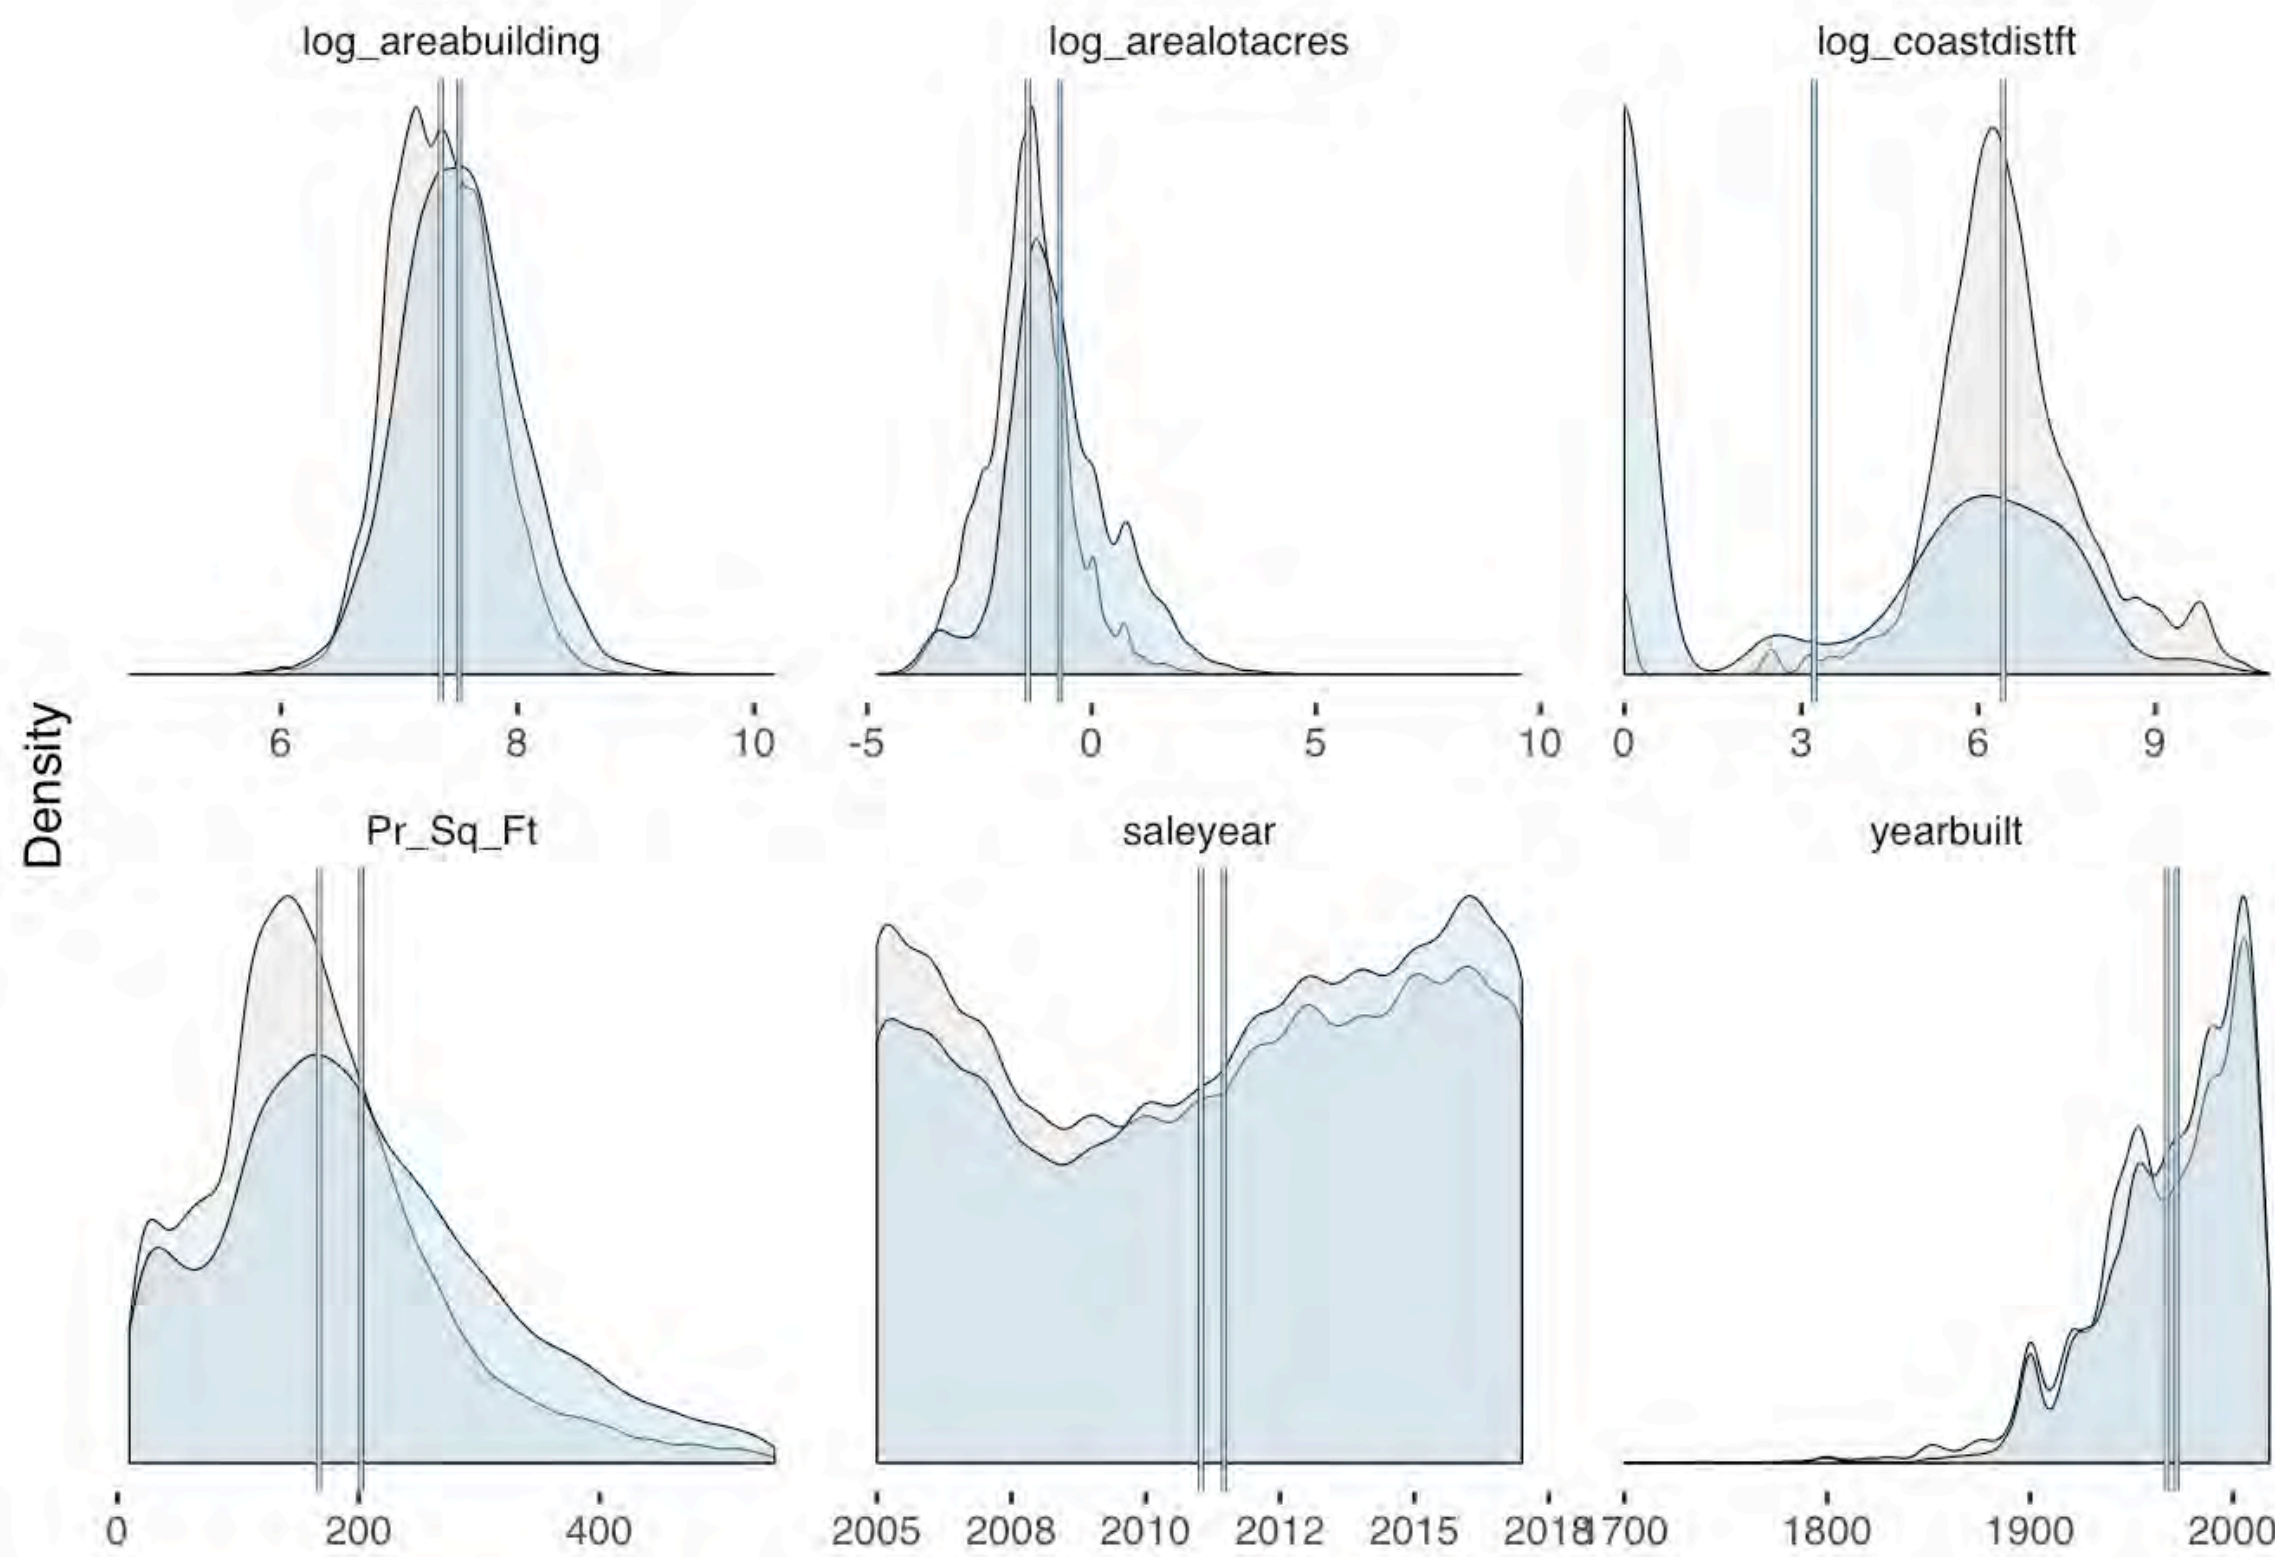 log_areabuilding log_arealotacres log_coastdistft
6 8 10 -5 0 5 10 0 3 6 9
Density
Pr_Sq_Ft saleyear yearbuilt
0 200 400 2005 2008 2010 2012 2015 2018 1700 1800 1900 2000